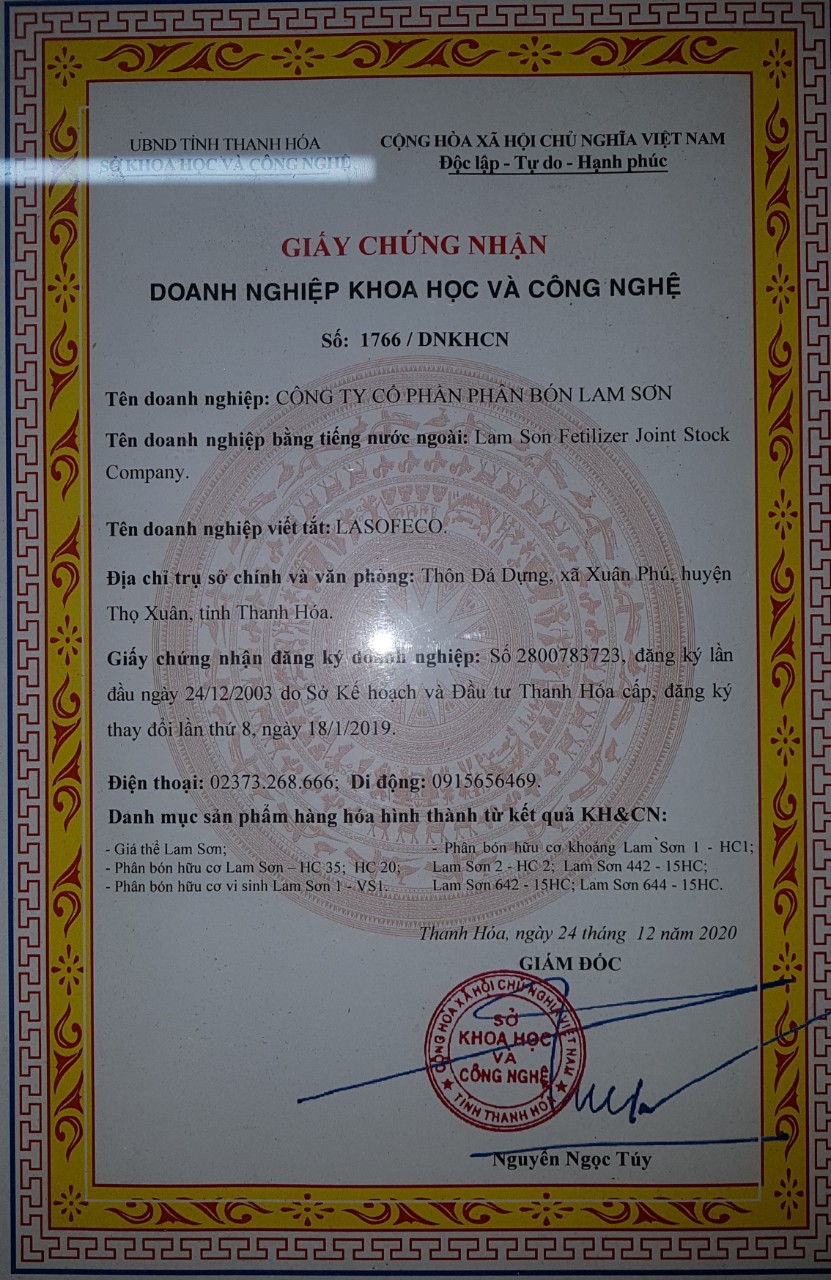 UBND TỈNH THANH HÓA
SỞ KHOA HỌC VÀ CÔNG NGHỆ
CỘNG HÒA XÃ HỘI CHỦ NGHĨA VIỆT NAM
Độc lập - Tự do - Hạnh phúc
GIẤY CHỨNG NHẬN
DOANH NGHIỆP KHOA HỌC VÀ CÔNG NGHỆ
Số: 1766 / DNKHCN
Tên doanh nghiệp: CÔNG TY CỔ PHẦN PHÂN BÓN LAM SƠN
Tên doanh nghiệp bằng tiếng nước ngoài: Lam Son Fetilizer Joint Stock
Company.
Tên doanh nghiệp viết tắt: LASOFECO.
Địa chỉ trụ sở chính và văn phòng: Thôn Đá Dựng, xã Xuân Phú, huyện
Thọ Xuân, tỉnh Thanh Hóa.
Giấy chứng nhận đăng ký doanh nghiệp: Số 2800783723, đăng ký lần
đầu ngày 24/12/2003 do Sở Kế hoạch và Đầu tư Thanh Hóa cấp, đăng ký
thay đổi lần thứ 8, ngày 18/1/2019.
Điện thoại: 02373.268.666; Di động: 0915656469.
Danh mục sản phẩm hàng hóa hình thành từ kết quả KH&CN:
- Giá thể Lam Sơn;
- Phân bón hữu cơ Lam Sơn – HC 35; HC 20;
- Phân bón hữu cơ vi sinh Lam Sơn 1 - VS1.
- Phân bón hữu cơ khoáng Lam Sơn 1 - HC1;
Lam Sơn 2 - HC 2; Lam Sơn 442 - 15HC;
Lam Sơn 642 - 15HC; Lam Sơn 644 - 15HC.
Thanh Hóa, ngày 24 tháng 12 năm 2020
GIÁM ĐỐC
CỘNG HÒA XÃ HỘI CHỦ NGHĨA VIỆT NAM
SỞ
KHOA HỌC
VÀ
CÔNG NGHỆ
TỈNH THANH HÓA
Nguyễn Ngọc Túy